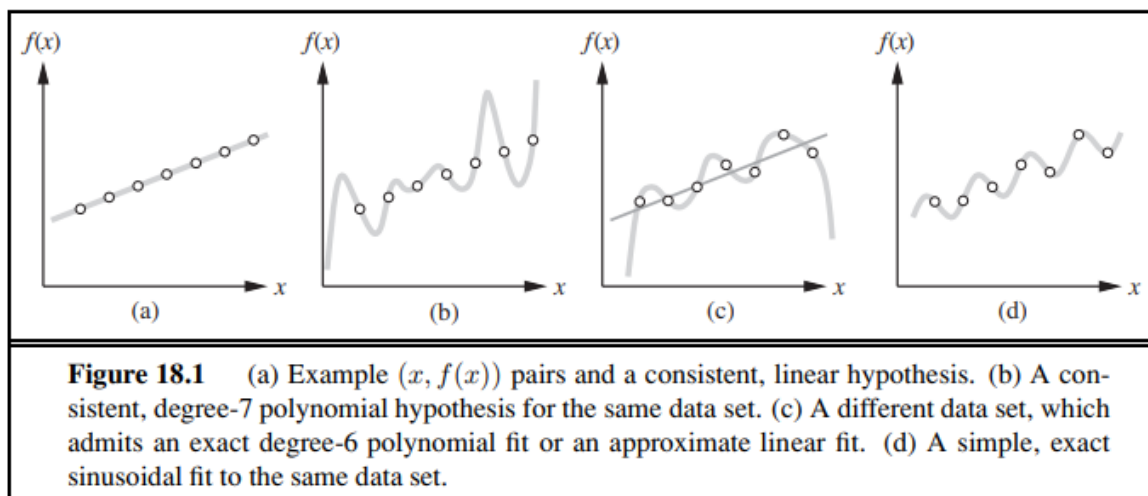 f(x) f(x) f(x) f(x)
x x x x
(a) (b) (c) (d)
Figure 18.1 (a) Example (x, f(x)) pairs and a consistent, linear hypothesis. (b) A con-
sistent, degree-7 polynomial hypothesis for the same data set. (c) A different data set, which
admits an exact degree-6 polynomial fit or an approximate linear fit. (d) A simple, exact
sinusoidal fit to the same data set.